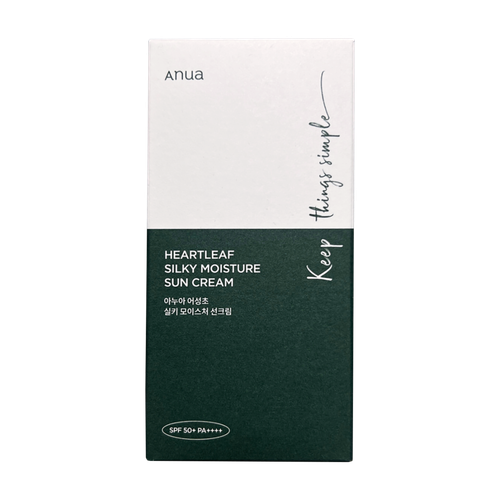 Anua
Keep things simple
HEARTLEAF
SILKY MOISTURE
SUN CREAM
아누아 어성초
실키 모이스처 선크림
SPF 50+ PA++++